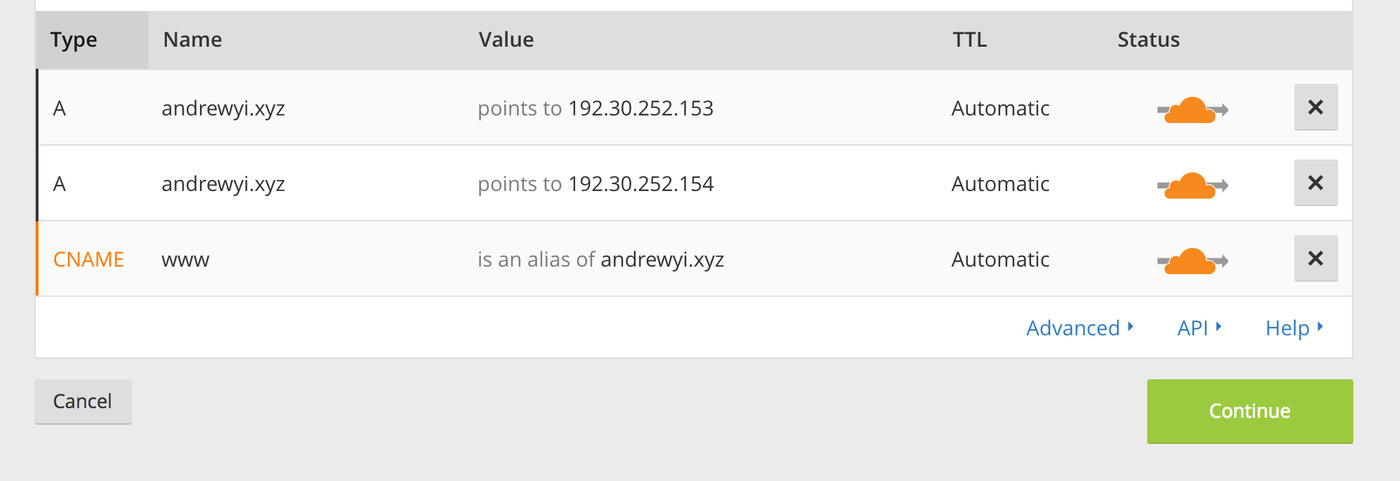 Type Name Value TTL Status
A andrewyi.xyz points to 192.30.252.153 Automatic
A andrewyi.xyz points to 192.30.252.154 Automatic
CNAME www is an alias of andrewyi.xyz Automatic
Advanced API Help
Cancel
Continue